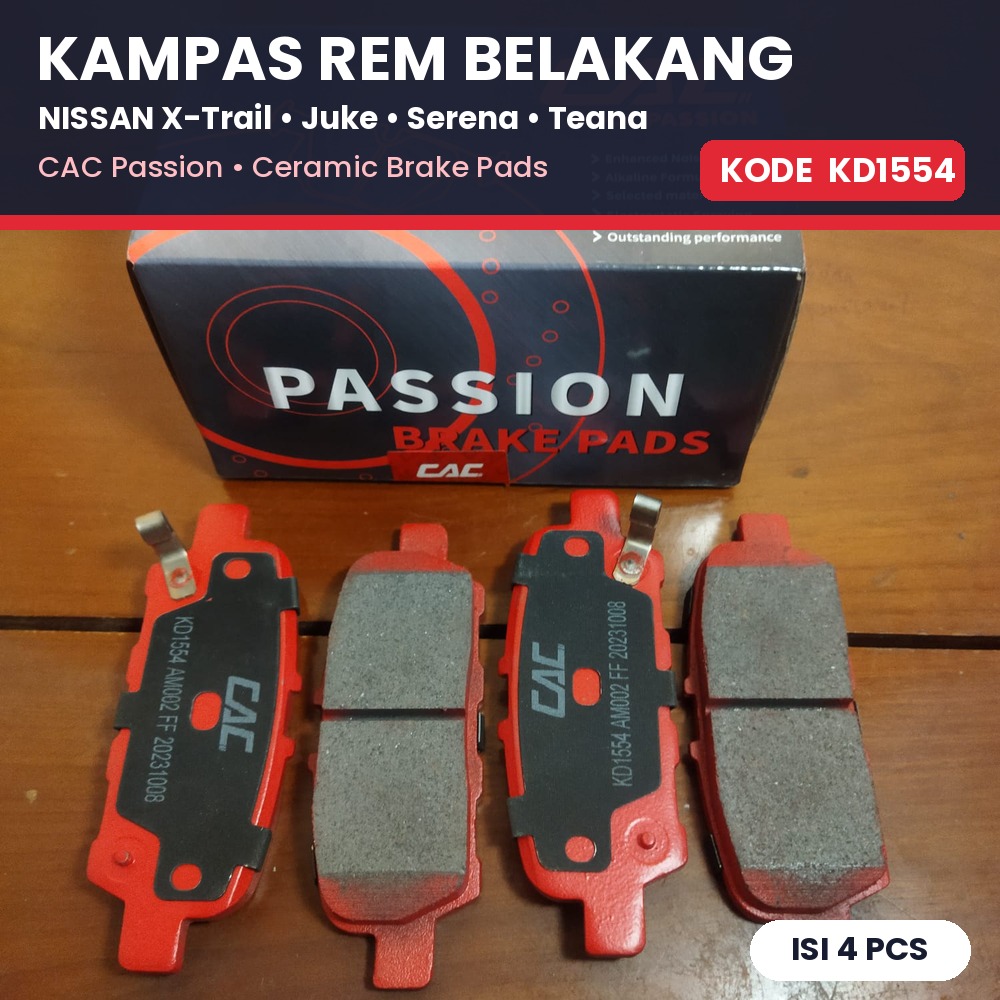 KAMPAS REM BELAKANG
NISSAN X-Trail • Juke • Serena • Teana
CAC Passion • Ceramic Brake Pads
KODE KD1554
> Outstanding performance
PASSION
BRAKE PADS
CAC
KD1554 AM002 FF 20231008
CAC
CAC
KD1554 AM002 FF 20231008
ISI 4 PCS